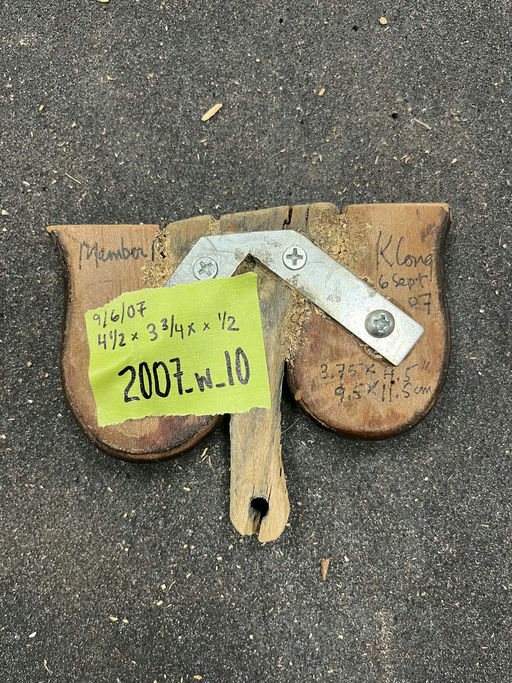 Member
K Long
6 Sept
07
9/6/07
4 1/2 x 3 3/4 x x 1/2
2007_w_10
3.75 x 4.5"
9.5 x 11.5 cm